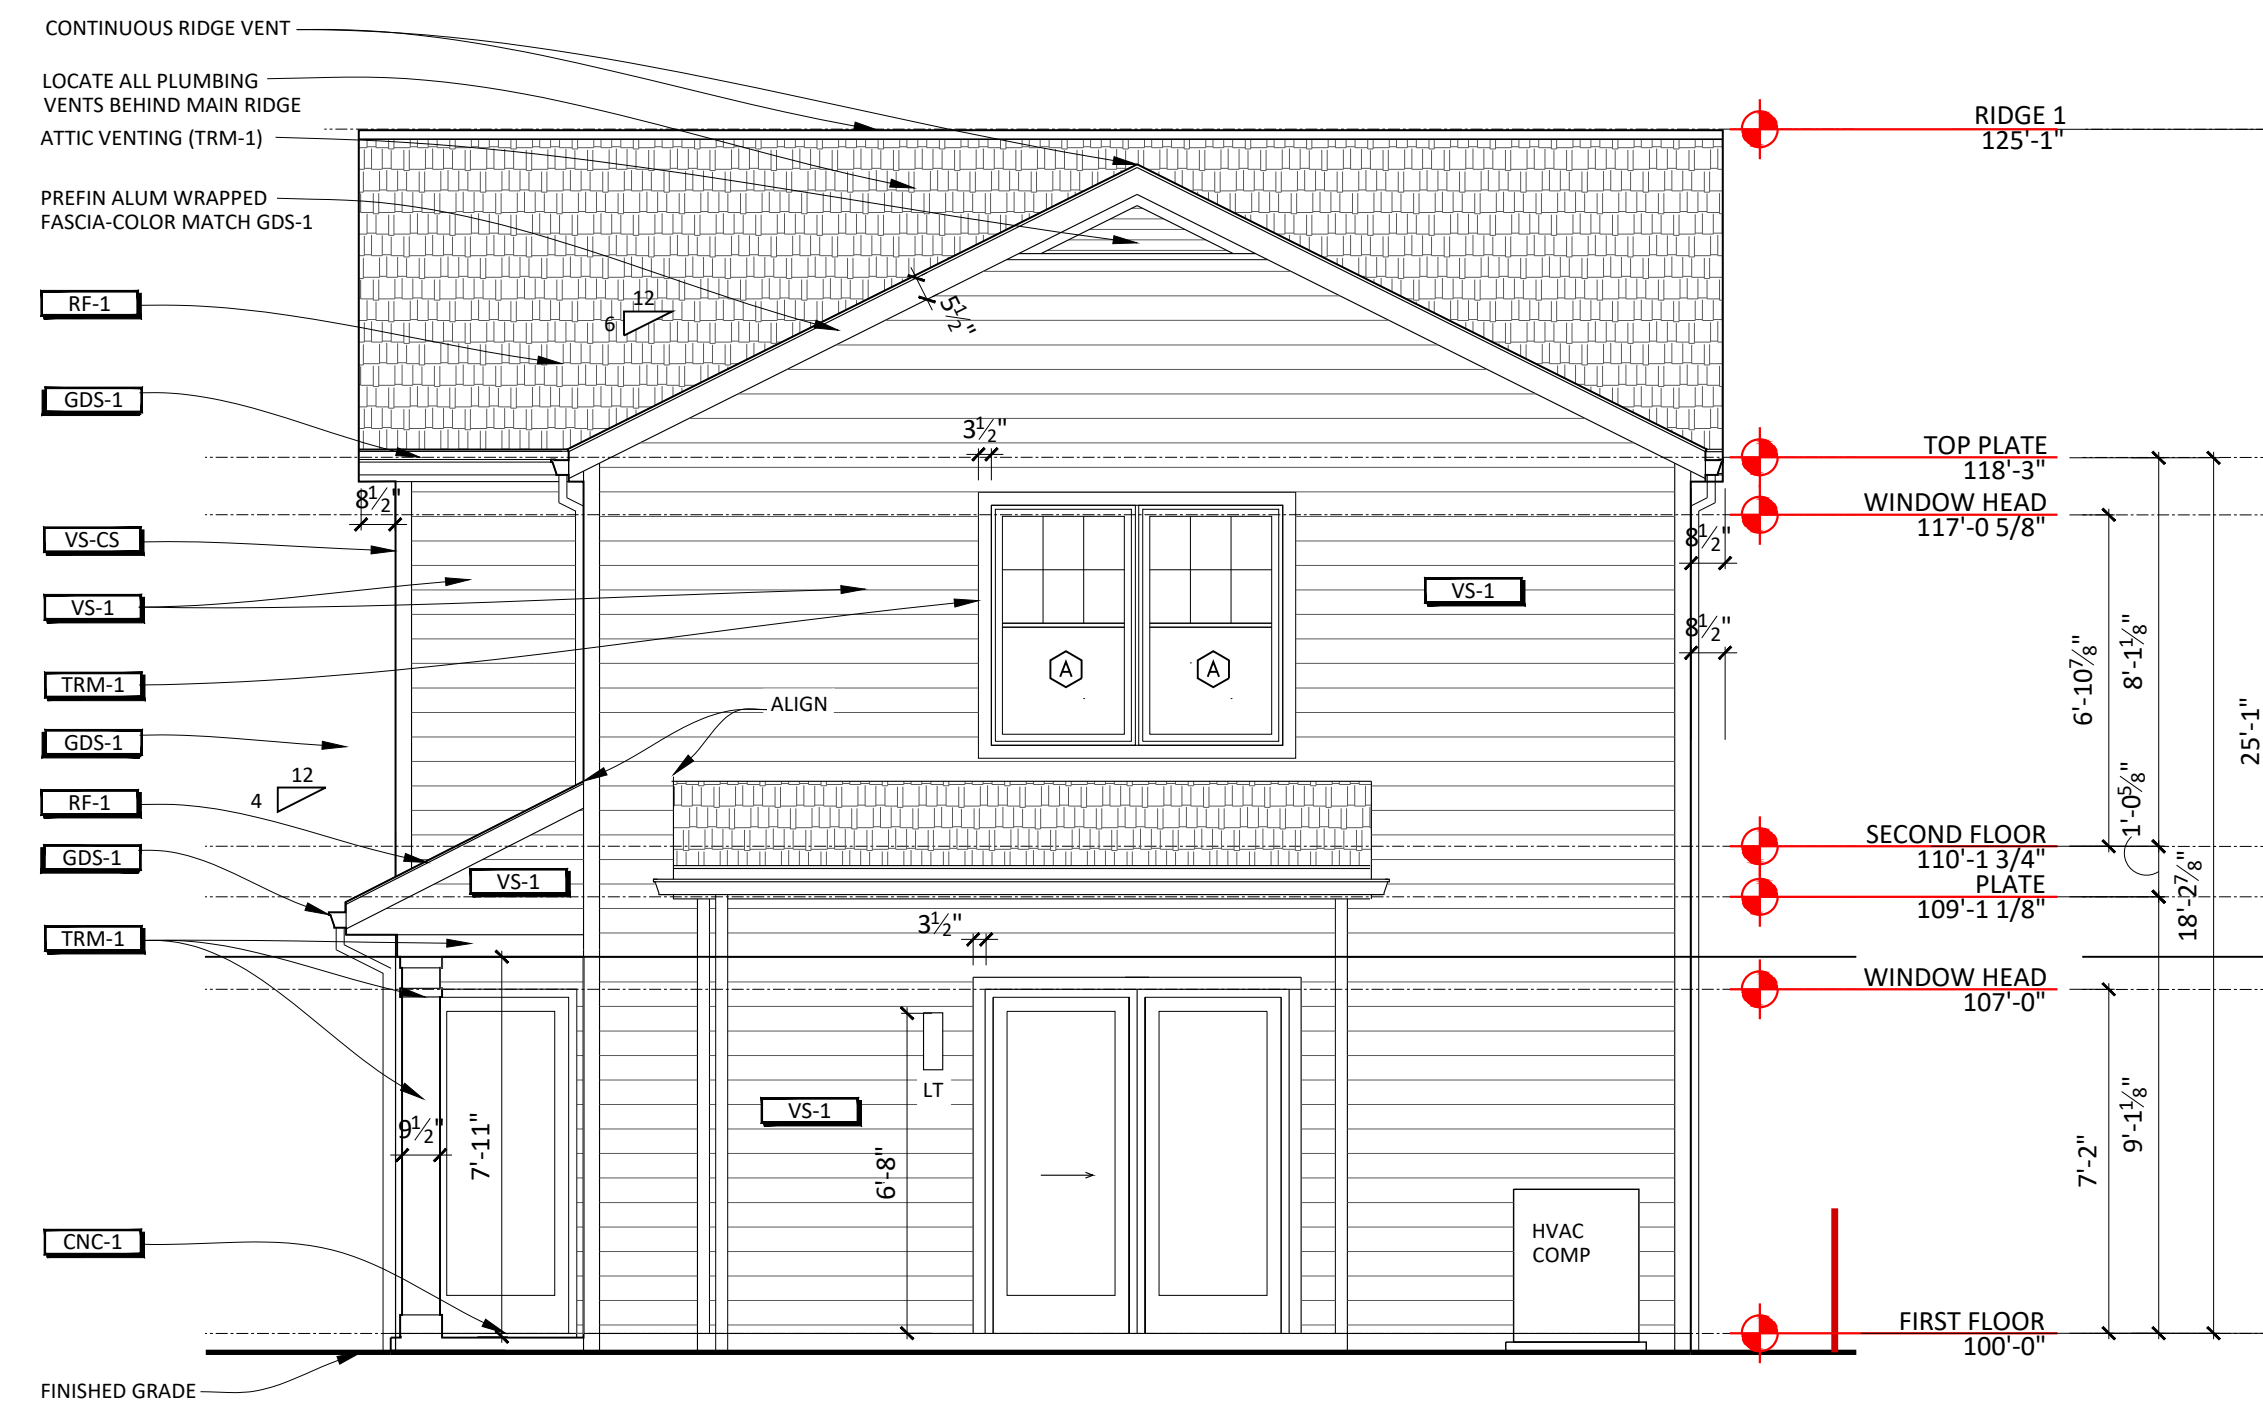 CONTINUOUS RIDGE VENT
LOCATE ALL PLUMBING
VENTS BEHIND MAIN RIDGE
ATTIC VENTING (TRM-1)
PREFIN ALUM WRAPPED
FASCIA-COLOR MATCH GDS-1
RF-1
GDS-1
VS-CS
VS-1
TRM-1
GDS-1
RF-1
GDS-1
TRM-1
CNC-1
FINISHED GRADE
12
6
5½"
3½"
8½"
8½"
8½"
VS-1
A
A
ALIGN
12
4
VS-1
3½"
LT
VS-1
9½"
7'-11"
6'-8"
HVAC
COMP
RIDGE 1
125'-1"
TOP PLATE
118'-3"
WINDOW HEAD
117'-0 5/8"
SECOND FLOOR
110'-1 3/4"
PLATE
109'-1 1/8"
WINDOW HEAD
107'-0"
FIRST FLOOR
100'-0"
6'-10⅞"
8'-1⅛"
1'-0⅝"
18'-2⅞"
25'-1"
7'-2"
9'-1⅛"